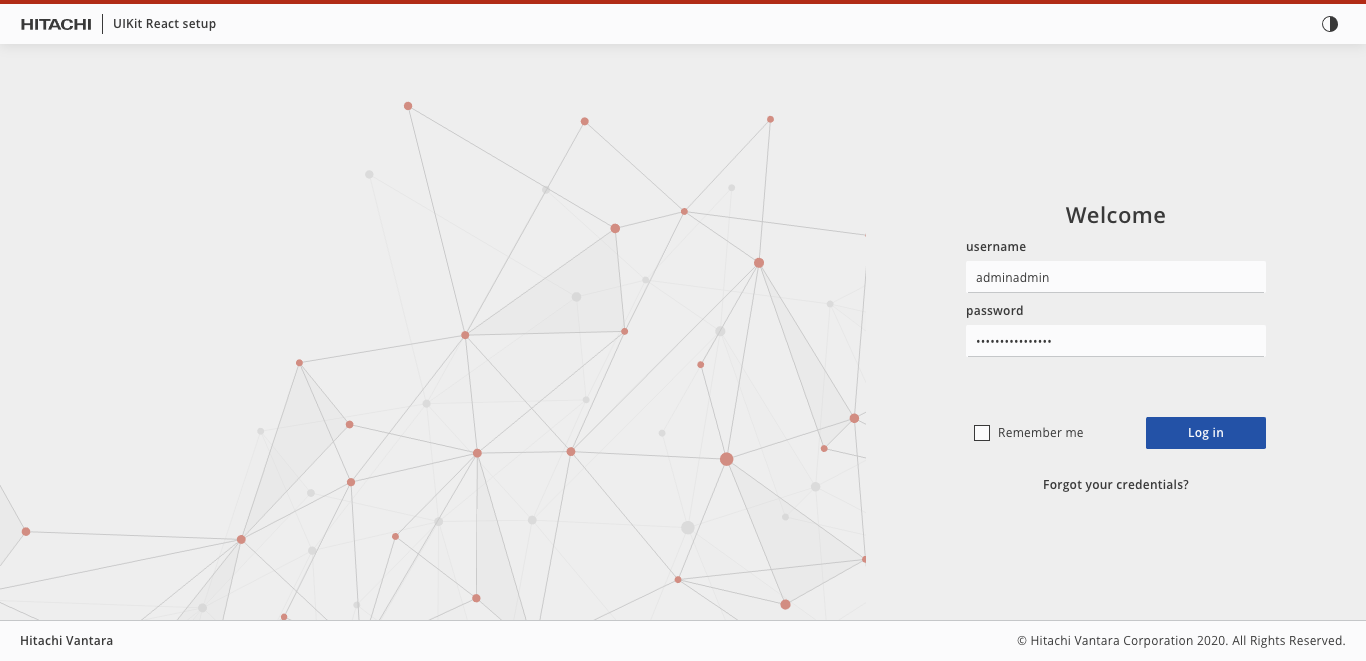 HITACHI UIKit React setup
Welcome
username
adminadmin
password
•••••••••••••••
Remember me
Log in
Forgot your credentials?
Hitachi Vantara
© Hitachi Vantara Corporation 2020. All Rights Reserved.